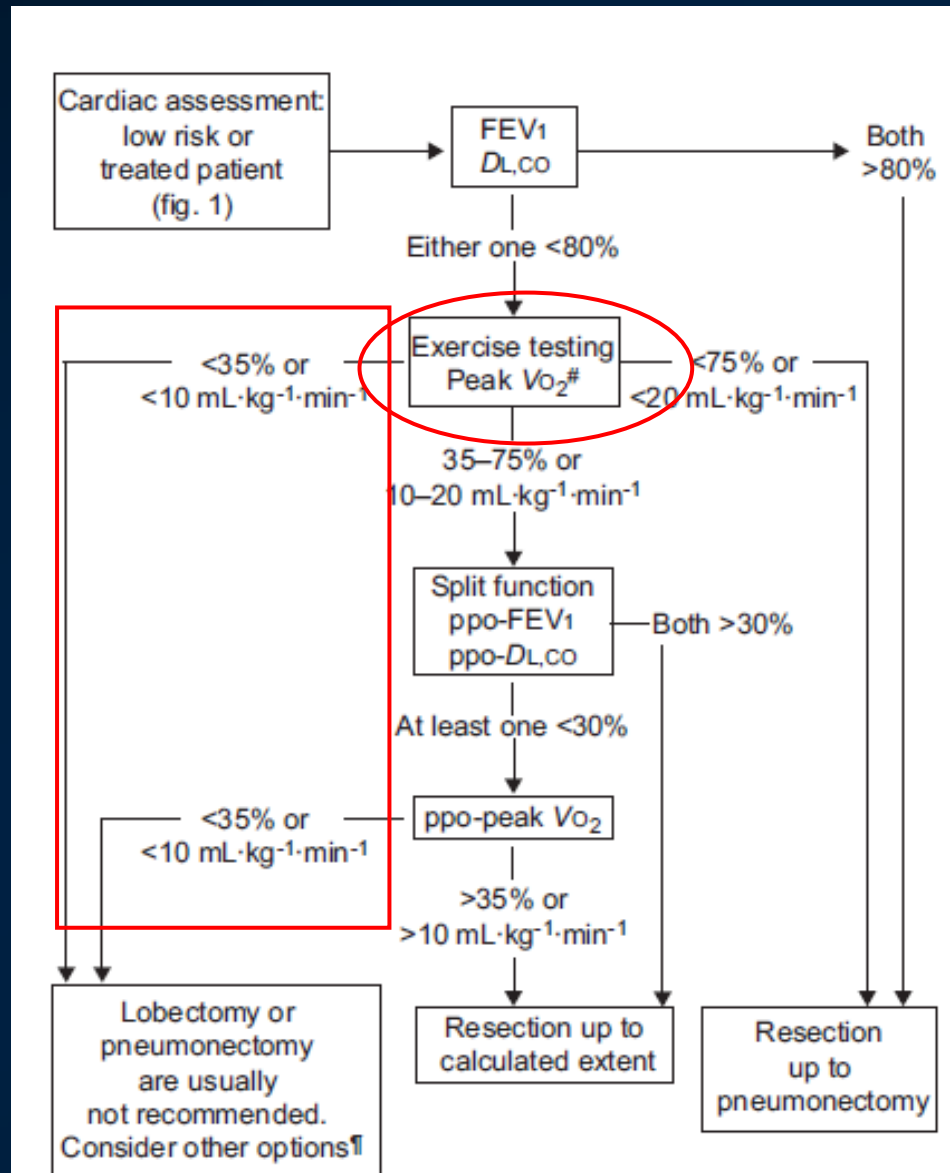 Cardiac assessment:
low risk or
treated patient
(fig. 1)
FEV1
DL,CO
Both
>80%
Either one <80%
Exercise testing
Peak VO2#
<35% or
<10 mL·kg-1·min-1
<75% or
<20 mL·kg-1·min-1
35–75% or
10–20 mL·kg-1·min-1
Split function
ppo-FEV1
ppo-DL,CO
Both >30%
At least one <30%
ppo-peak VO2
<35% or
<10 mL·kg-1·min-1
>35% or
>10 mL·kg-1·min-1
Lobectomy or
pneumonectomy
are usually
not recommended.
Consider other options¶
Resection up to
calculated extent
Resection
up to
pneumonectomy